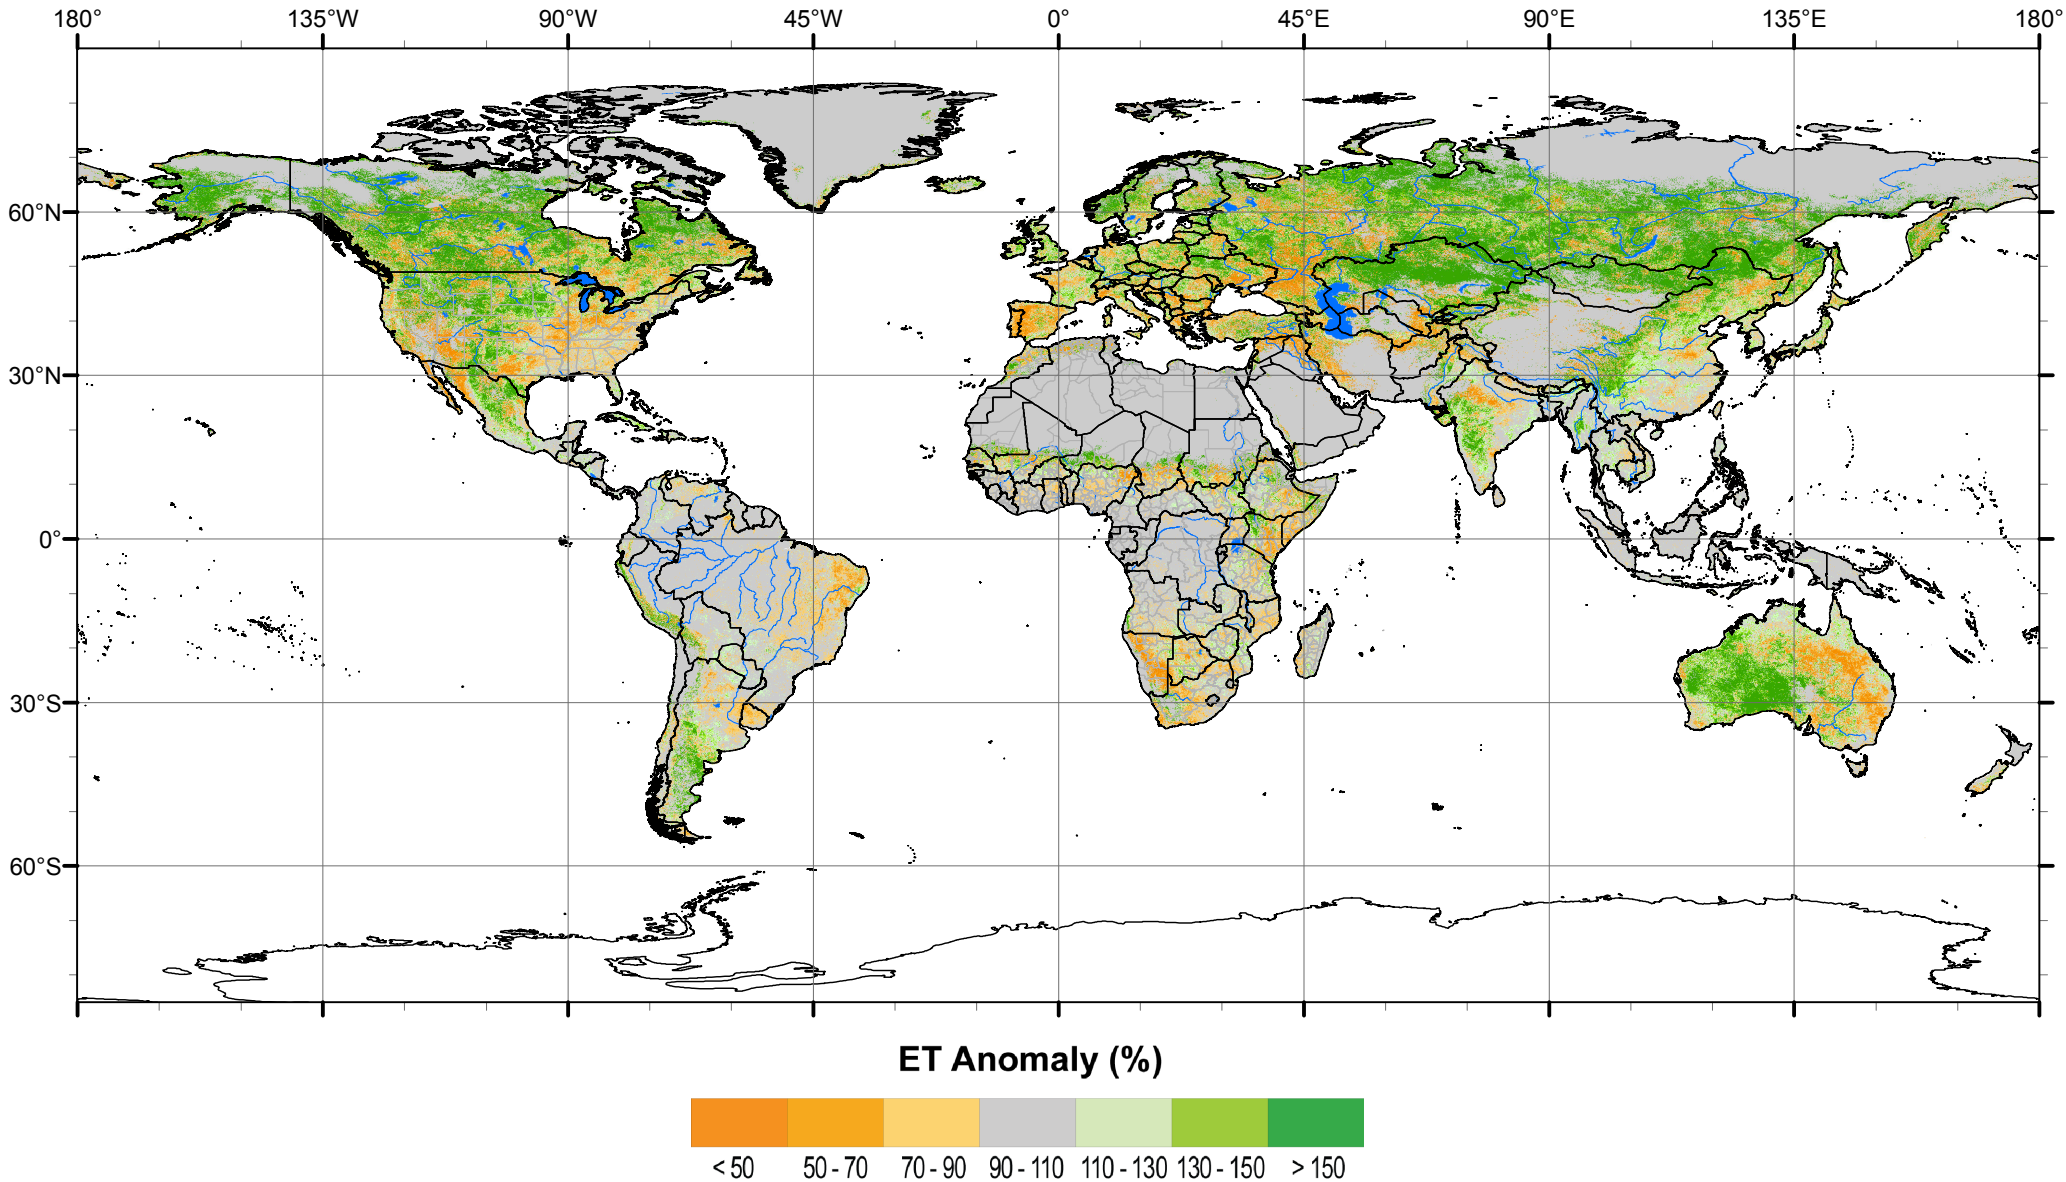 180° 135°W 90°W 45°W 0° 45°E 90°E 135°E 180°
60°N
30°N
0°
30°S
60°S
ET Anomaly (%)
< 50 50 - 70 70 - 90 90 - 110 110 - 130 130 - 150 > 150